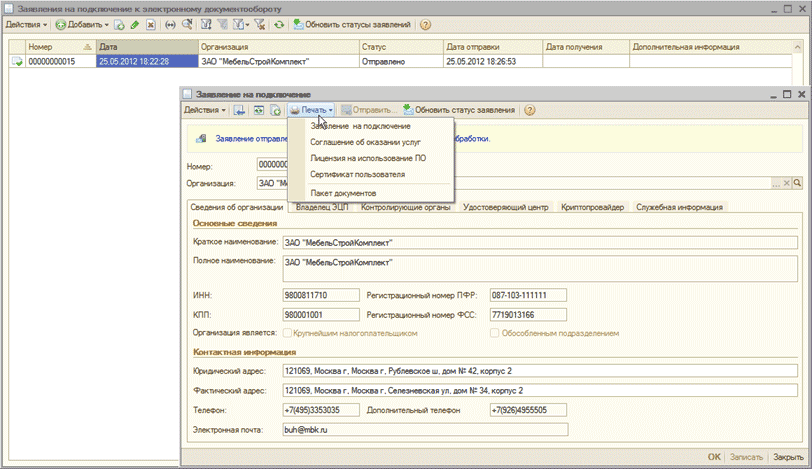 Заявления на подключение к электронному документообороту
Действия Добавить Обновить статусы заявлений
Номер Дата Организация Статус Дата отправки Дата получения Дополнительная информация
00000000015 25.05.2012 18:22:28 ЗАО "МебельСтройКомплект" Отправлено 25.05.2012 18:26:53
Заявление на подключение
Действия Печать Отправить... Обновить статус заявления
Заявление на подключение
Соглашение об оказании услуг
Лицензия на использование ПО
Сертификат пользователя
Пакет документов
Заявление отправле бработки.
Номер: 000000
Организация: ЗАО "М
Сведения об организации Владелец ЭЦП Контролирующие органы Удостоверяющий центр Криптопровайдер Служебная информация
Основные сведения
Краткое наименование: ЗАО "МебельСтройКомплект"
Полное наименование: ЗАО "МебельСтройКомплект"
ИНН: 9800811710 Регистрационный номер ПФР: 087-103-111111
КПП: 980001001 Регистрационный номер ФСС: 7719013166
Организация является: Крупнейшим налогоплательщиком Обособленным подразделением
Контактная информация
Юридический адрес: 121069, Москва г, Москва г, Рублевское ш, дом № 42, корпус 2
Фактический адрес: 121069, Москва г, Москва г, Селезневская ул, дом № 34, корпус 2
Телефон: +7(495)3353035 Дополнительный телефон +7(926)4955505
Электронная почта: buh@mbk.ru
OK Записать Закрыть